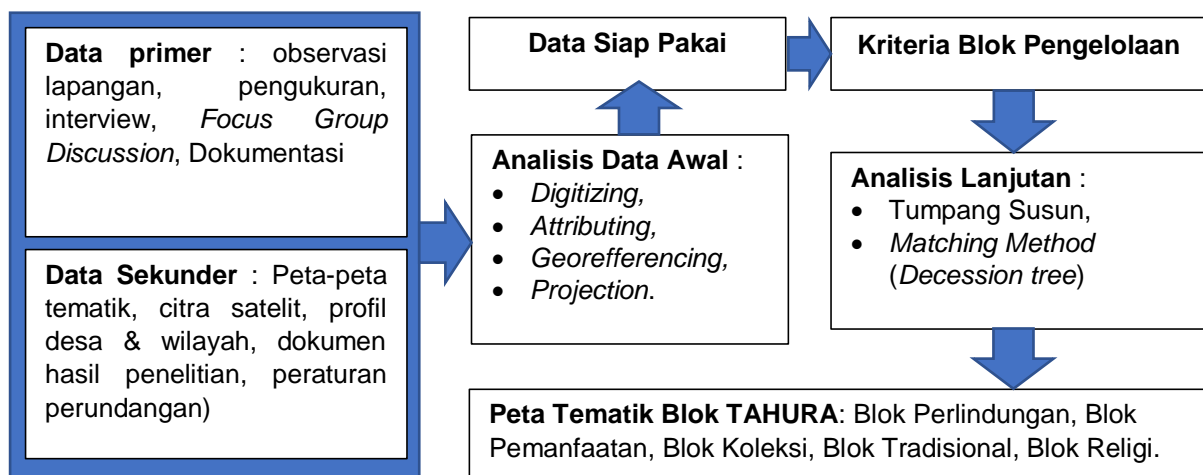 Data primer : observasi
lapangan, pengukuran,
interview, Focus Group
Discussion, Dokumentasi
Data Sekunder : Peta-peta
tematik, citra satelit, profil
desa & wilayah, dokumen
hasil penelitian, peraturan
perundangan)
Analisis Data Awal :
• Digitizing,
• Attributing,
• Georefferencing,
• Projection.
Data Siap Pakai
Kriteria Blok Pengelolaan
Analisis Lanjutan :
• Tumpang Susun,
• Matching Method
(Decession tree)
Peta Tematik Blok TAHURA: Blok Perlindungan, Blok
Pemanfaatan, Blok Koleksi, Blok Tradisional, Blok Religi.